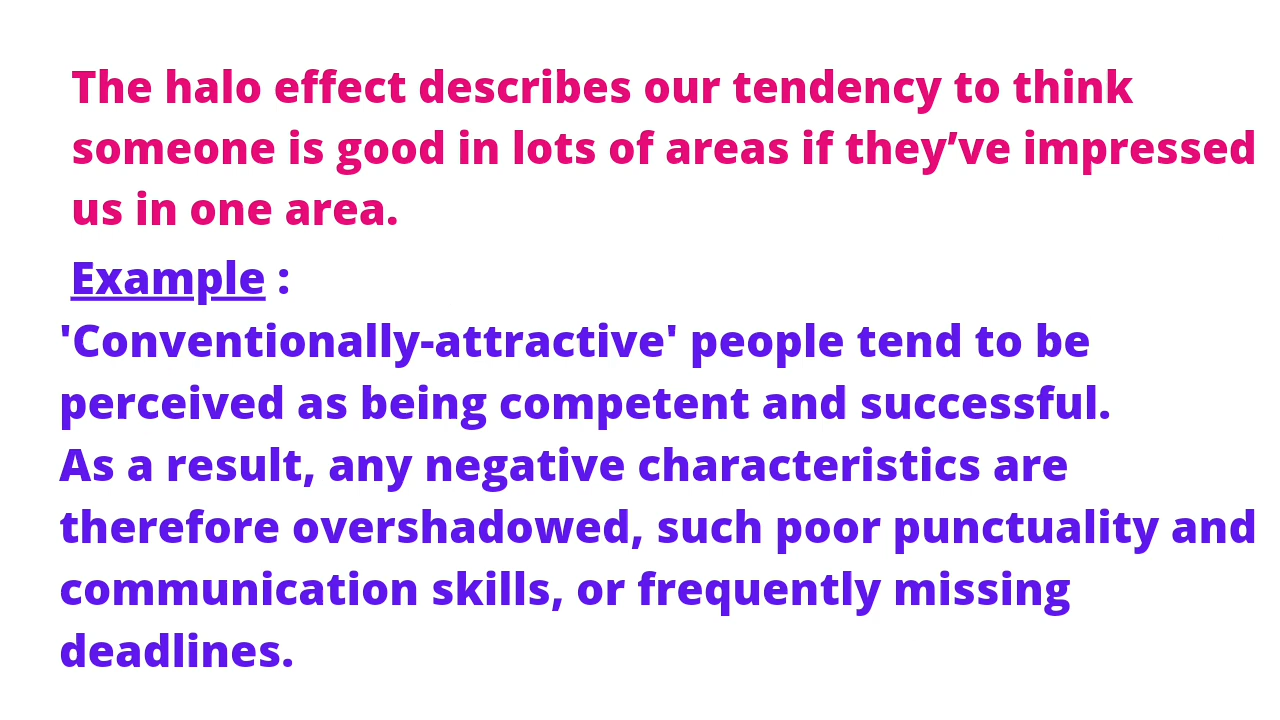 The halo effect describes our tendency to think
someone is good in lots of areas if they’ve impressed
us in one area.
Example :
'Conventionally-attractive' people tend to be
perceived as being competent and successful.
As a result, any negative characteristics are
therefore overshadowed, such poor punctuality and
communication skills, or frequently missing
deadlines.